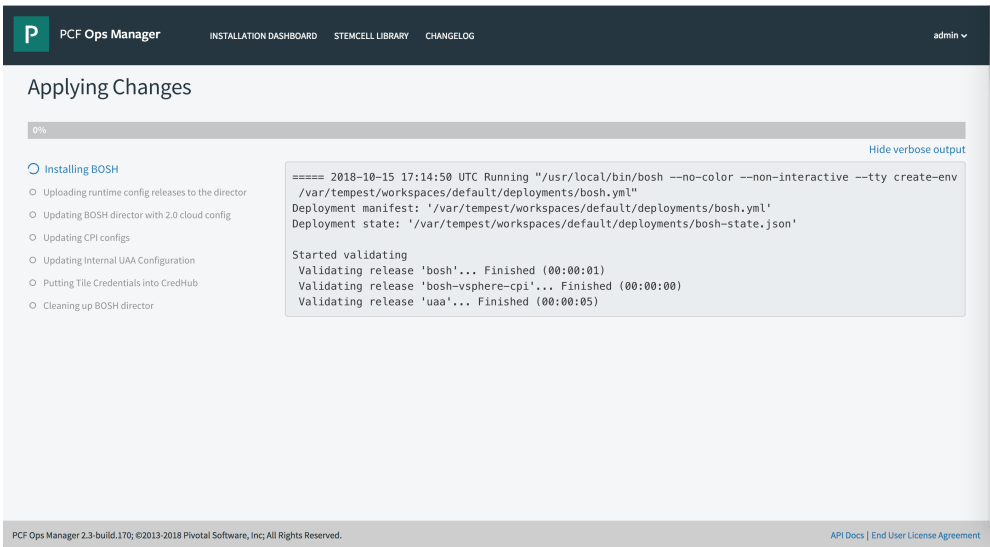 P PCF Ops Manager INSTALLATION DASHBOARD STEMCELL LIBRARY CHANGELOG admin
Applying Changes
0%
Hide verbose output
Installing BOSH
Uploading runtime config releases to the director
Updating BOSH director with 2.0 cloud config
Updating CPI configs
Updating Internal UAA Configuration
Putting Tile Credentials into CredHub
Cleaning up BOSH director
===== 2018-10-15 17:14:50 UTC Running "/usr/local/bin/bosh --no-color --non-interactive --tty create-env
/var/tempest/workspaces/default/deployments/bosh.yml"
Deployment manifest: '/var/tempest/workspaces/default/deployments/bosh.yml'
Deployment state: '/var/tempest/workspaces/default/deployments/bosh-state.json'
Started validating
Validating release 'bosh'... Finished (00:00:01)
Validating release 'bosh-vsphere-cpi'... Finished (00:00:00)
Validating release 'uaa'... Finished (00:00:05)
PCF Ops Manager 2.3-build.170; ©2013-2018 Pivotal Software, Inc; All Rights Reserved. API Docs | End User License Agreement